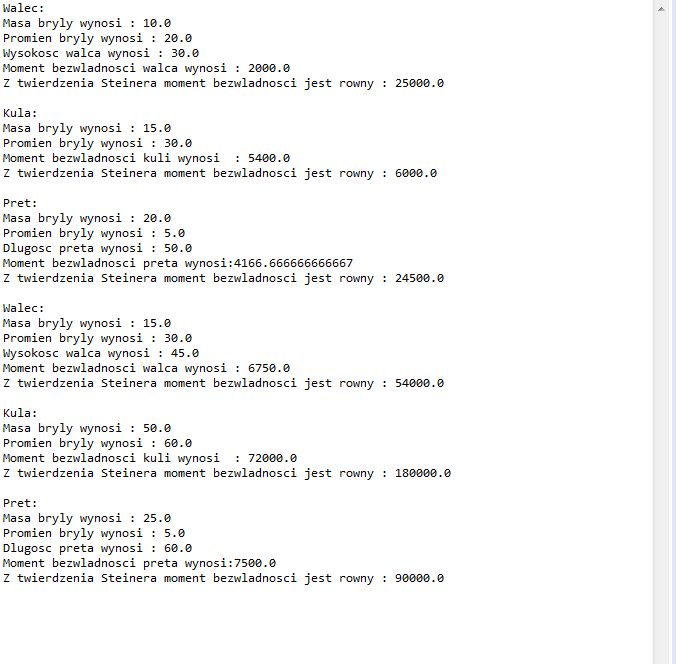 Walec:
Masa bryly wynosi : 10.0
Promien bryly wynosi : 20.0
Wysokosc walca wynosi : 30.0
Moment bezwladnosci walca wynosi : 2000.0
Z twierdzenia Steinera moment bezwladnosci jest rowny : 25000.0

Kula:
Masa bryly wynosi : 15.0
Promien bryly wynosi : 30.0
Moment bezwladnosci kuli wynosi  : 5400.0
Z twierdzenia Steinera moment bezwladnosci jest rowny : 6000.0

Pret:
Masa bryly wynosi : 20.0
Promien bryly wynosi : 5.0
Dlugosc preta wynosi : 50.0
Moment bezwladnosci preta wynosi:4166.666666666667
Z twierdzenia Steinera moment bezwladnosci jest rowny : 24500.0

Walec:
Masa bryly wynosi : 15.0
Promien bryly wynosi : 30.0
Wysokosc walca wynosi : 45.0
Moment bezwladnosci walca wynosi : 6750.0
Z twierdzenia Steinera moment bezwladnosci jest rowny : 54000.0

Kula:
Masa bryly wynosi : 50.0
Promien bryly wynosi : 60.0
Moment bezwladnosci kuli wynosi  : 72000.0
Z twierdzenia Steinera moment bezwladnosci jest rowny : 180000.0

Pret:
Masa bryly wynosi : 25.0
Promien bryly wynosi : 5.0
Dlugosc preta wynosi : 60.0
Moment bezwladnosci preta wynosi:7500.0
Z twierdzenia Steinera moment bezwladnosci jest rowny : 90000.0